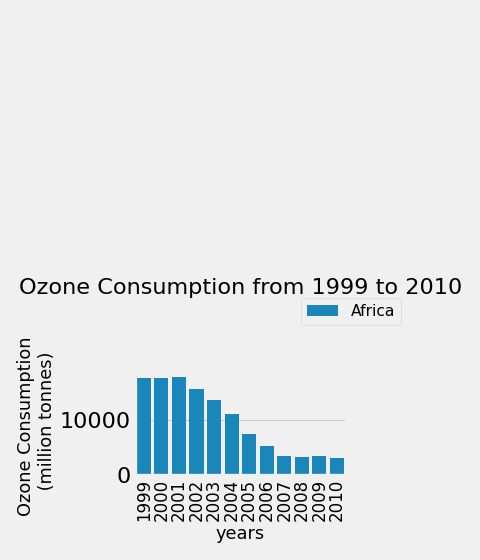 Ozone Consumption from 1999 to 2010
Africa
Ozone Consumption
(million tonnes)
10000
0
1999
2000
2001
2002
2003
2004
2005
2006
2007
2008
2009
2010
years